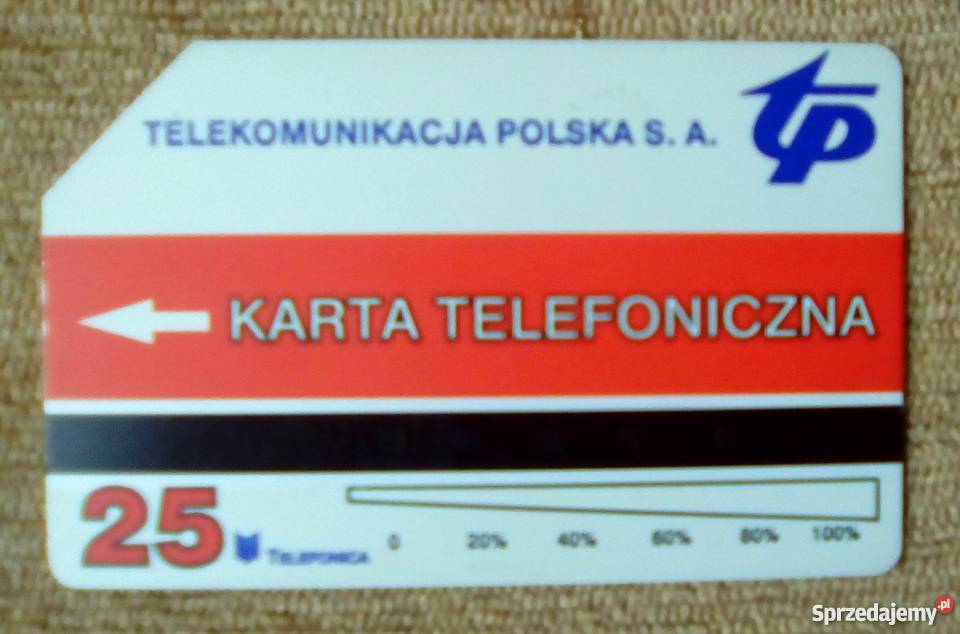 TELEKOMUNIKACJA POLSKA S. A.
tp
KARTA TELEFONICZNA
25 TELEFONICA 0 20% 40% 60% 80% 100%
Sprzedajemy.pl